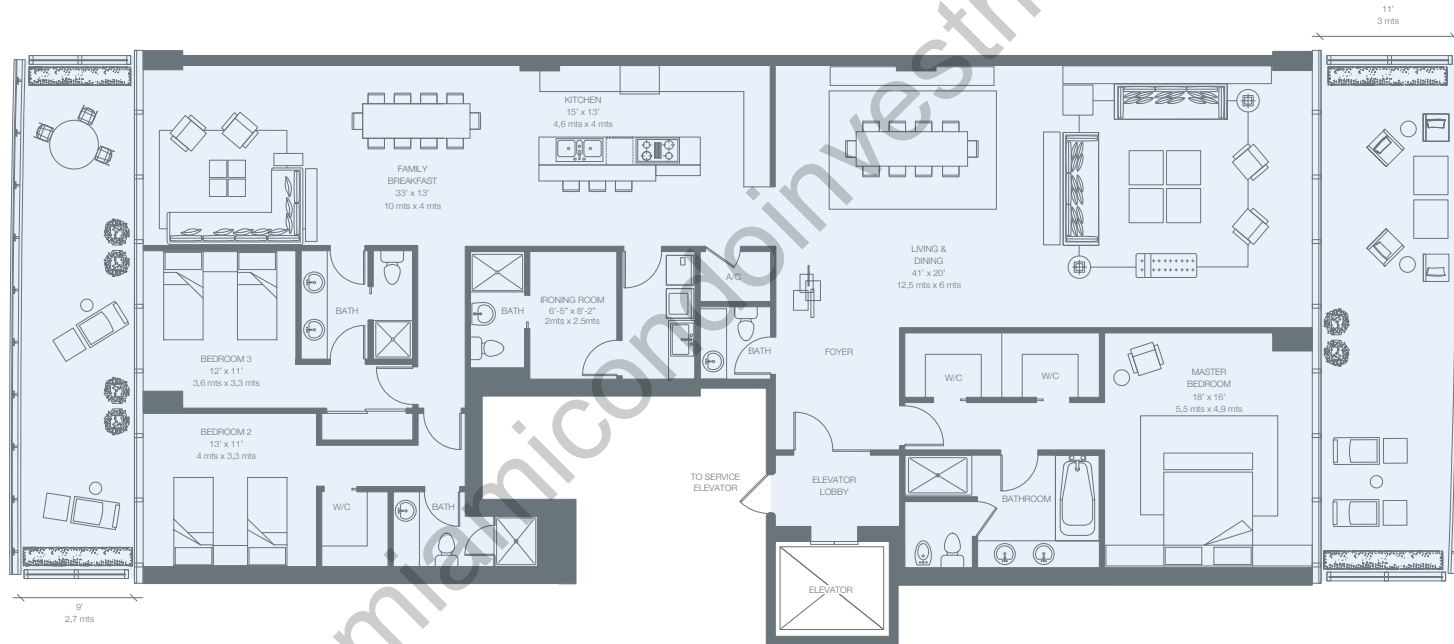 11'
3 mts
KITCHEN
15' x 13'
4,6 mts x 4 mts
FAMILY
BREAKFAST
33' x 13'
10 mts x 4 mts
LIVING &
DINING
41' x 20'
12,5 mts x 6 mts
A/C
BATH
IRONING ROOM
6'-5" x 8'-2"
2mts x 2.5mts
BATH
BATH
FOYER
BEDROOM 3
12' x 11'
3,6 mts x 3,3 mts
W/C
W/C
MASTER
BEDROOM
18' x 16'
5,5 mts x 4,9 mts
BEDROOM 2
13' x 11'
4 mts x 3,3 mts
TO SERVICE
ELEVATOR
ELEVATOR
LOBBY
BATHROOM
W/C
BATH
ELEVATOR
9'
2,7 mts
miamicondoinvestm